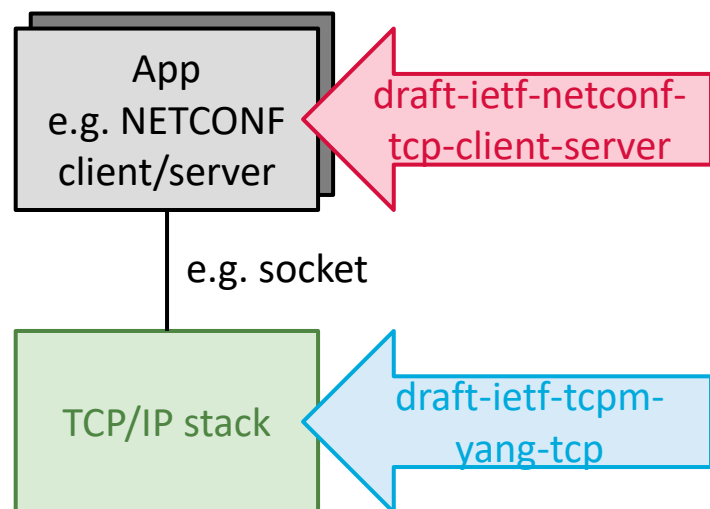 App
e.g. NETCONF
client/server
draft-ietf-netconf-
tcp-client-server
e.g. socket
TCP/IP stack
draft-ietf-tcpm-
yang-tcp